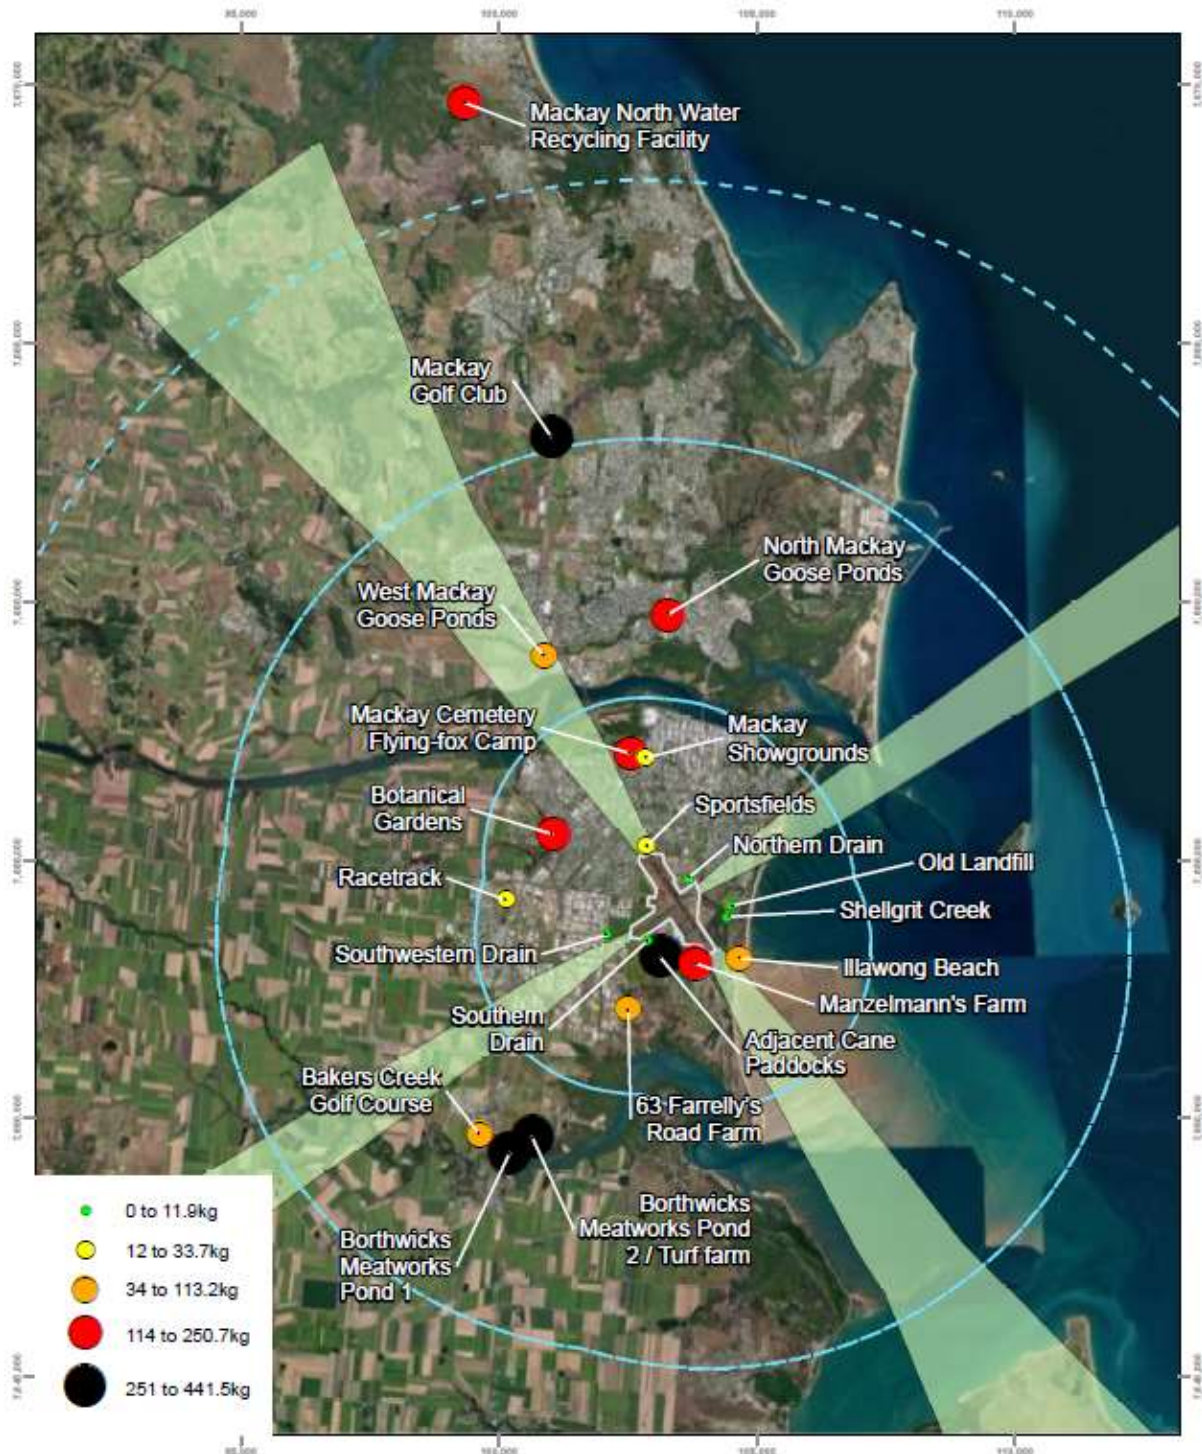 Mackay North Water
Recycling Facility
Mackay
Golf Club
North Mackay
Goose Ponds
West Mackay
Goose Ponds
Mackay Cemetery
Flying-fox Camp
Mackay
Showgrounds
Botanical
Gardens
Sportsfields
Northern Drain
Old Landfill
Racetrack
Shellgrit Creek
Southwestern Drain
Illawong Beach
Manzelmann's Farm
Southern
Drain
Adjacent Cane
Paddocks
Bakers Creek
Golf Course
63 Farrelly's
Road Farm
Borthwicks
Meatworks Pond
2 / Turf farm
Borthwicks
Meatworks
Pond 1
0 to 11.9kg
12 to 33.7kg
34 to 113.2kg
114 to 250.7kg
251 to 441.5kg